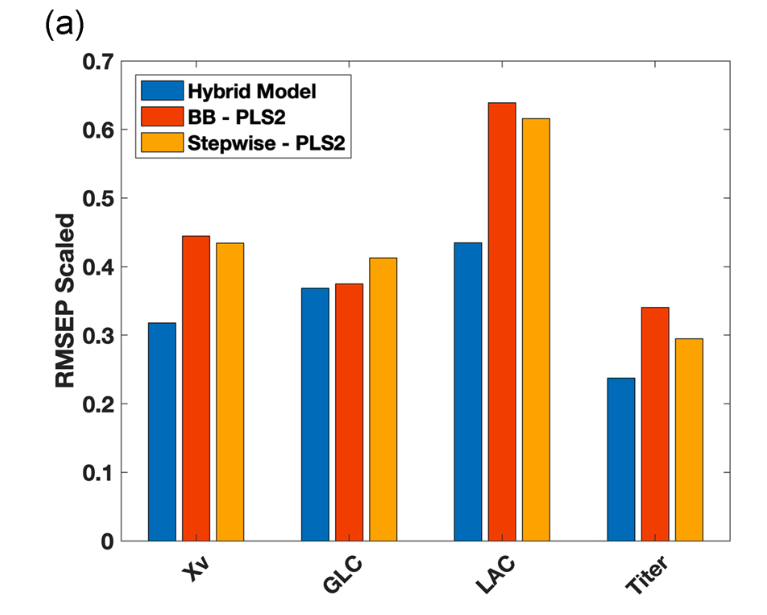 (a)
0.7
0.6
0.5
0.4
0.3
0.2
0.1
0
RMSEP Scaled
Hybrid Model
BB - PLS2
Stepwise - PLS2
Xv
GLC
LAC
Titer